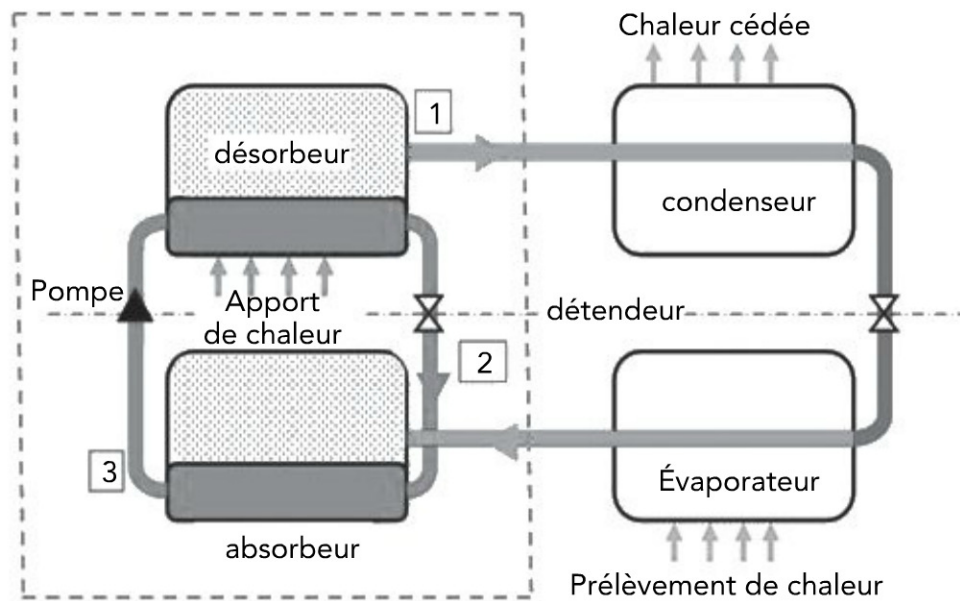 Chaleur cédée
1
désorbeur
condenseur
Pompe
Apport
de chaleur
détendeur
2
3
Évaporateur
absorbeur
Prélèvement de chaleur